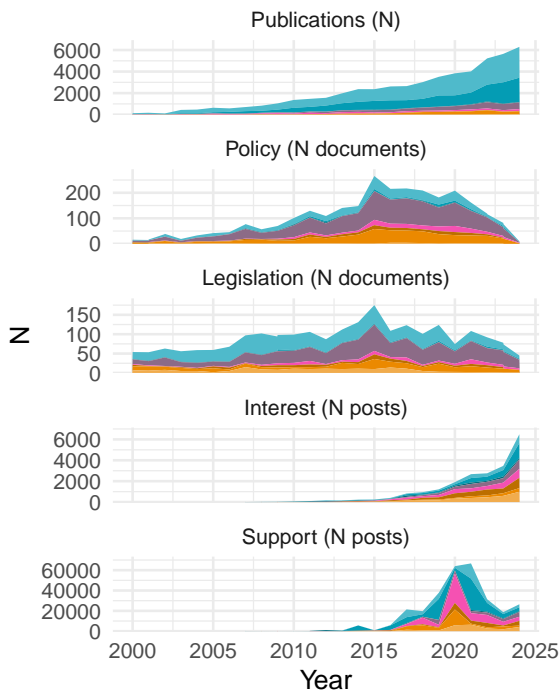 Publications (N)
6000
4000
2000
0
Policy (N documents)
200
100
0
Legislation (N documents)
150
100
50
0
N
Interest (N posts)
6000
4000
2000
0
Support (N posts)
60000
40000
20000
0
2000 2005 2010 2015 2020 2025
Year